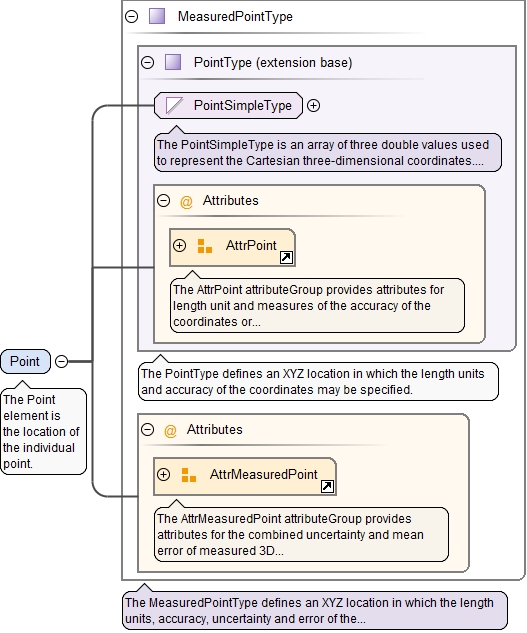 MeasuredPointType
PointType (extension base)
PointSimpleType
The PointSimpleType is an array of three double values used
to represent the Cartesian three-dimensional coordinates....
@ Attributes
AttrPoint
The AttrPoint attributeGroup provides attributes for
length unit and measures of the accuracy of the
coordinates or...
The PointType defines an XYZ location in which the length units
and accuracy of the coordinates may be specified.
Point
The Point
element is
the location of
the individual
point.
@ Attributes
AttrMeasuredPoint
The AttrMeasuredPoint attributeGroup provides
attributes for the combined uncertainty and mean
error of measured 3D...
The MeasuredPointType defines an XYZ location in which the length
units, accuracy, uncertainty and error of the...